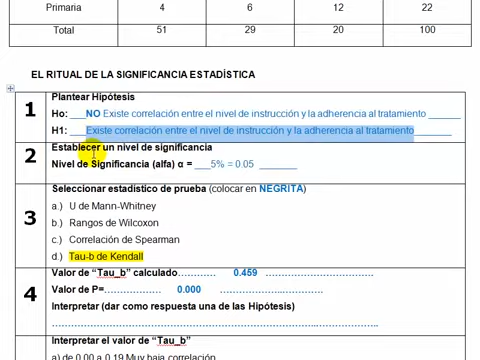 Primaria 4 6 12 22
Total 51 29 20 100
EL RITUAL DE LA SIGNIFICANCIA ESTADÍSTICA
1 Plantear Hipótesis
Ho: ___NO Existe correlación entre el nivel de instrucción y la adherencia al tratamiento ______
H1: ___Existe correlación entre el nivel de instrucción y la adherencia al tratamiento_______
2 Establecer un nivel de significancia
Nivel de Significancia (alfa) α = ___5% = 0.05 _______
3 Seleccionar estadístico de prueba (colocar en NEGRITA)
a.) U de Mann-Whitney
b.) Rangos de Wilcoxon
c.) Correlación de Spearman
d.) Tau-b de Kendall
4 Valor de “Tau_b” calculado………… 0.459 ……………………………
Valor de P=……………… 0.000 …………………………
Interpretar (dar como respuesta una de las Hipótesis)
……………………………………………………………………………………
Interpretar el valor de “Tau_b”
a) de 0.00 a 0.19 Muy baja correlación